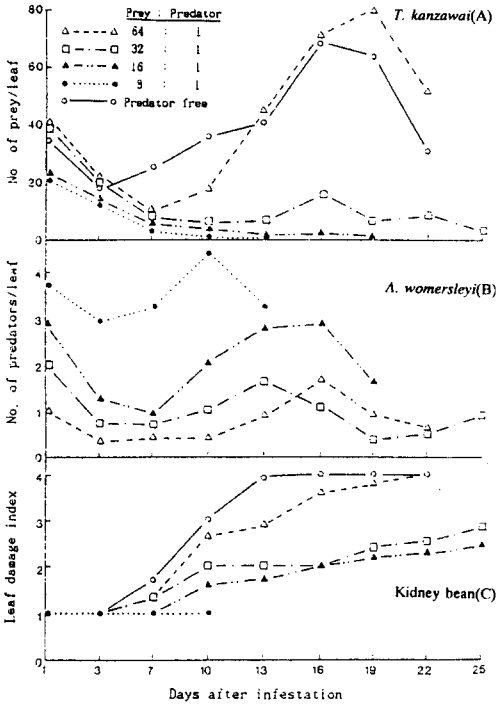 T. kanzawai(A)
Prey : Predator
64 : 1
32 : 1
16 : 1
8 : 1
Predator free
No. of prey/leaf
80
60
40
20
0
A. womersleyi(B)
No. of predators/leaf
4
3
2
1
0
Kidney bean(C)
Leaf damage index
4
3
2
1
0
1 3 7 10 13 16 19 22 25
Days after infestation